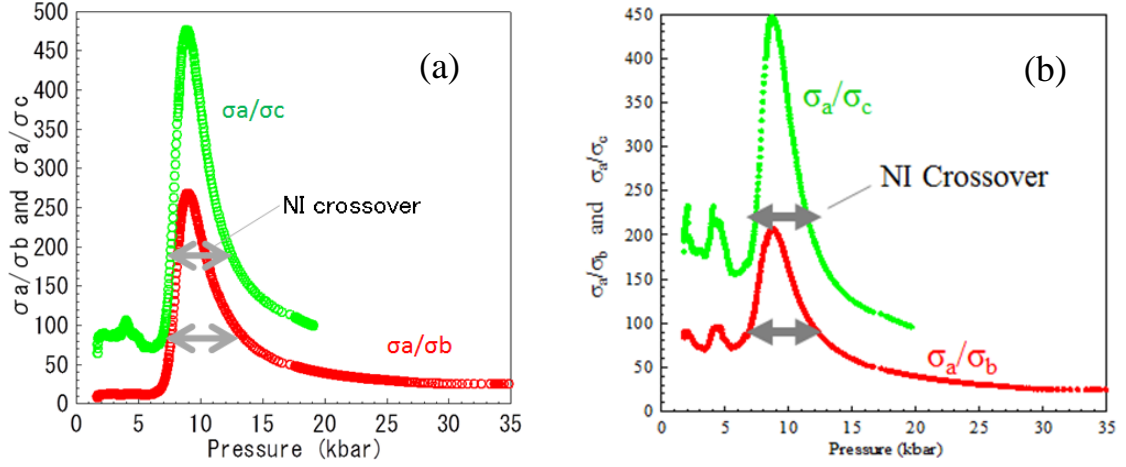 500
450
400
350
300
250
200
150
100
50
0
σa/σb and σa/σc
(a)
σa/σc
NI crossover
σa/σb
0 5 10 15 20 25 30 35
Pressure (kbar)
450
400
350
300
250
200
150
100
50
0
σa/σb and σa/σc
(b)
σa/σc
NI Crossover
σa/σb
0 5 10 15 20 25 30 35
Pressure (kbar)